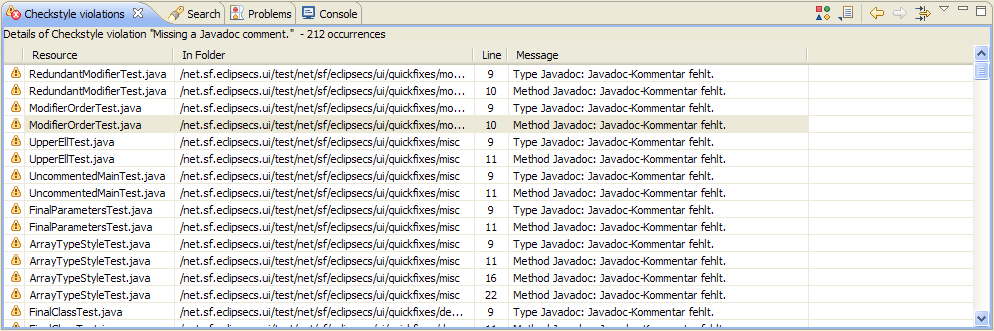 Checkstyle violations Search Problems Console
Details of Checkstyle violation "Missing a Javadoc comment." - 212 occurrences
Resource In Folder Line Message
RedundantModifierTest.java /net.sf.eclipsecs.ui/test/net/sf/eclipsecs/ui/quickfixes/mo... 9 Type Javadoc: Javadoc-Kommentar fehlt.
RedundantModifierTest.java /net.sf.eclipsecs.ui/test/net/sf/eclipsecs/ui/quickfixes/mo... 10 Method Javadoc: Javadoc-Kommentar fehlt.
ModifierOrderTest.java /net.sf.eclipsecs.ui/test/net/sf/eclipsecs/ui/quickfixes/mo... 9 Type Javadoc: Javadoc-Kommentar fehlt.
ModifierOrderTest.java /net.sf.eclipsecs.ui/test/net/sf/eclipsecs/ui/quickfixes/mo... 10 Method Javadoc: Javadoc-Kommentar fehlt.
UpperEllTest.java /net.sf.eclipsecs.ui/test/net/sf/eclipsecs/ui/quickfixes/misc 9 Type Javadoc: Javadoc-Kommentar fehlt.
UpperEllTest.java /net.sf.eclipsecs.ui/test/net/sf/eclipsecs/ui/quickfixes/misc 11 Method Javadoc: Javadoc-Kommentar fehlt.
UncommentedMainTest.java /net.sf.eclipsecs.ui/test/net/sf/eclipsecs/ui/quickfixes/misc 9 Type Javadoc: Javadoc-Kommentar fehlt.
UncommentedMainTest.java /net.sf.eclipsecs.ui/test/net/sf/eclipsecs/ui/quickfixes/misc 11 Method Javadoc: Javadoc-Kommentar fehlt.
FinalParametersTest.java /net.sf.eclipsecs.ui/test/net/sf/eclipsecs/ui/quickfixes/misc 9 Type Javadoc: Javadoc-Kommentar fehlt.
FinalParametersTest.java /net.sf.eclipsecs.ui/test/net/sf/eclipsecs/ui/quickfixes/misc 11 Method Javadoc: Javadoc-Kommentar fehlt.
ArrayTypeStyleTest.java /net.sf.eclipsecs.ui/test/net/sf/eclipsecs/ui/quickfixes/misc 9 Type Javadoc: Javadoc-Kommentar fehlt.
ArrayTypeStyleTest.java /net.sf.eclipsecs.ui/test/net/sf/eclipsecs/ui/quickfixes/misc 11 Method Javadoc: Javadoc-Kommentar fehlt.
ArrayTypeStyleTest.java /net.sf.eclipsecs.ui/test/net/sf/eclipsecs/ui/quickfixes/misc 16 Method Javadoc: Javadoc-Kommentar fehlt.
ArrayTypeStyleTest.java /net.sf.eclipsecs.ui/test/net/sf/eclipsecs/ui/quickfixes/misc 22 Method Javadoc: Javadoc-Kommentar fehlt.
FinalClassTest.java /net.sf.eclipsecs.ui/test/net/sf/eclipsecs/ui/quickfixes/de... 9 Type Javadoc: Javadoc-Kommentar fehlt.